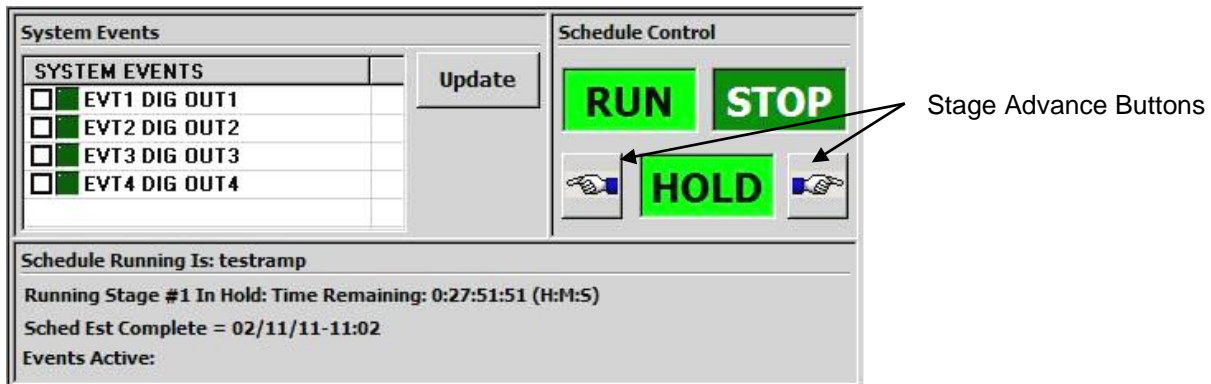 System Events
SYSTEM EVENTS
EVT1 DIG OUT1
EVT2 DIG OUT2
EVT3 DIG OUT3
EVT4 DIG OUT4
Update
Schedule Control
RUN STOP
HOLD
Stage Advance Buttons
Schedule Running Is: testramp
Running Stage #1 In Hold: Time Remaining: 0:27:51:51 (H:M:S)
Sched Est Complete = 02/11/11-11:02
Events Active: